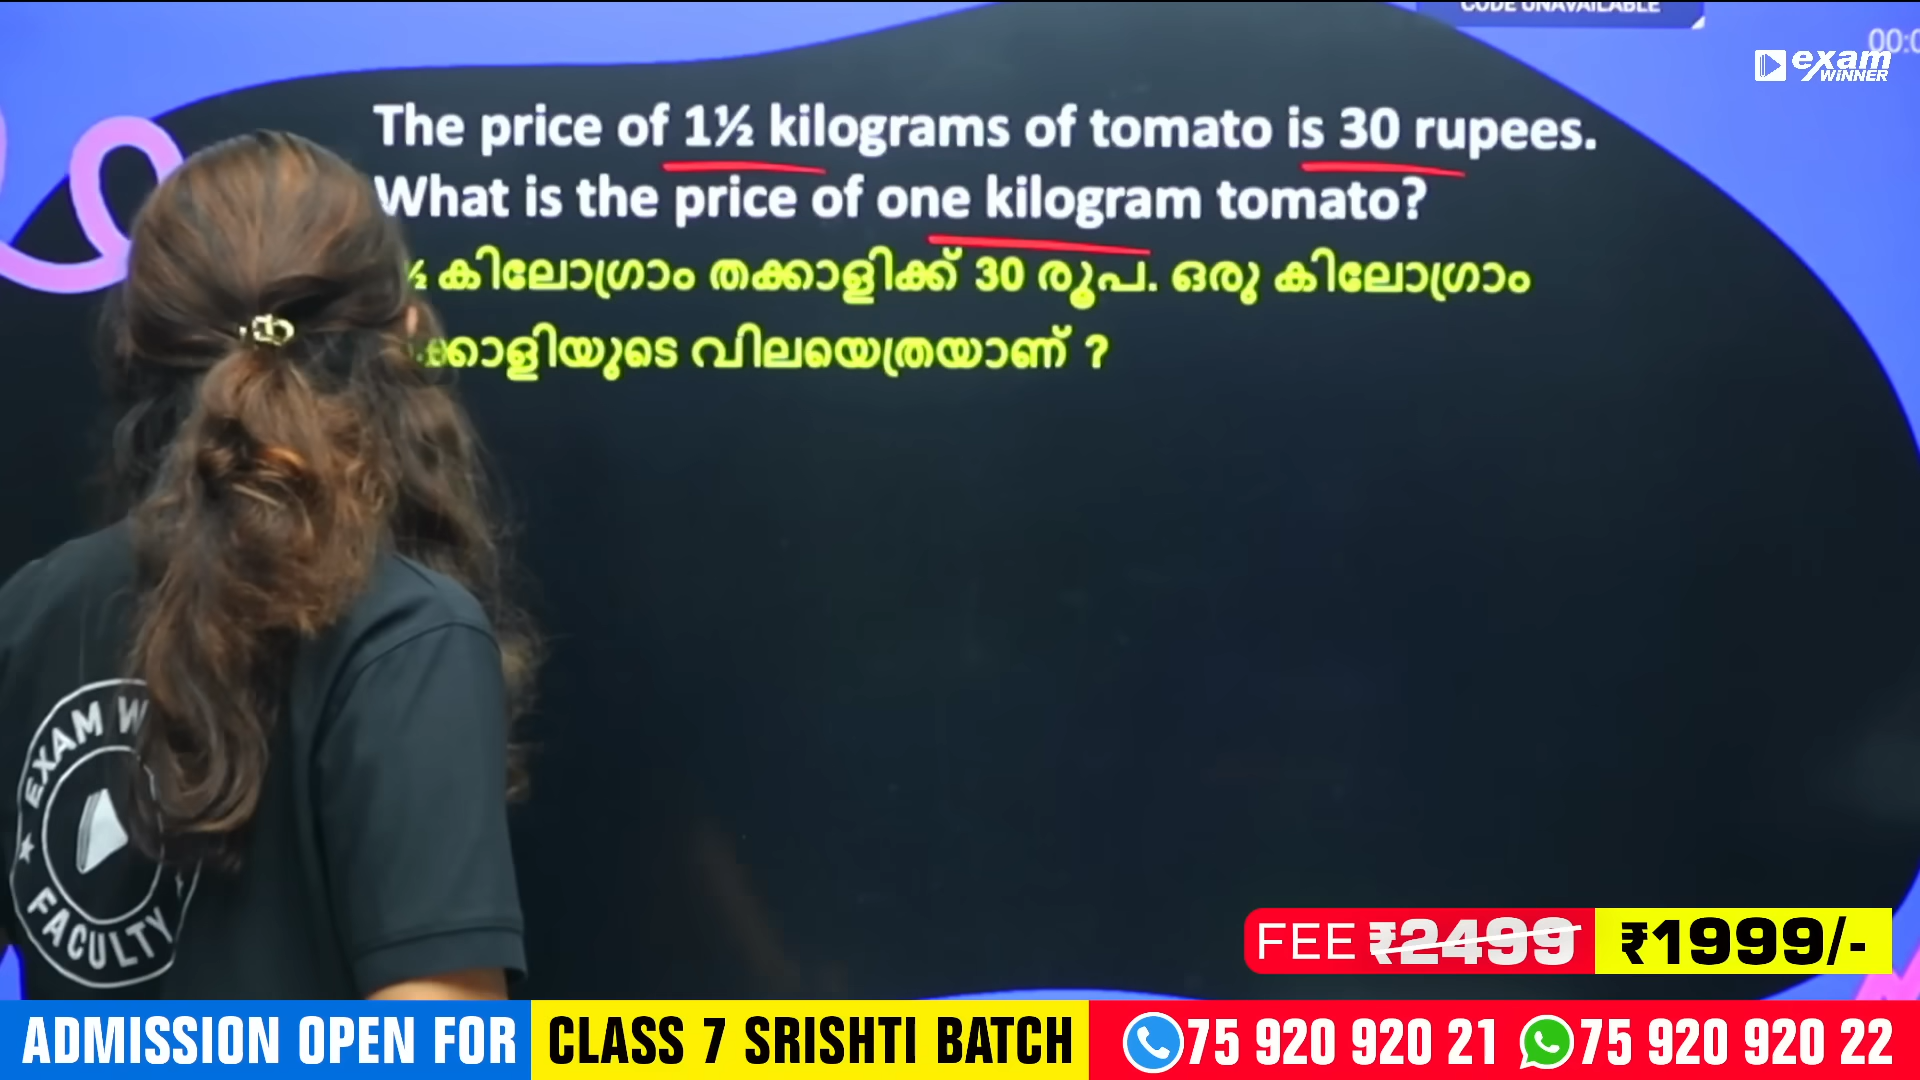 CODE UNAVAILABLE
exam
WINNER
The price of 1½ kilograms of tomato is 30 rupees.
What is the price of one kilogram tomato?
½ കിലോഗ്രാം തക്കാളിക്ക് 30 രൂപ. ഒരു കിലോഗ്രാം
ക്കാളിയുടെ വിലയെത്രയാണ് ?
EXAM W
FACULTY
FEE ₹2499 ₹1999/-
ADMISSION OPEN FOR CLASS 7 SRISHTI BATCH 75 920 920 21 75 920 920 22